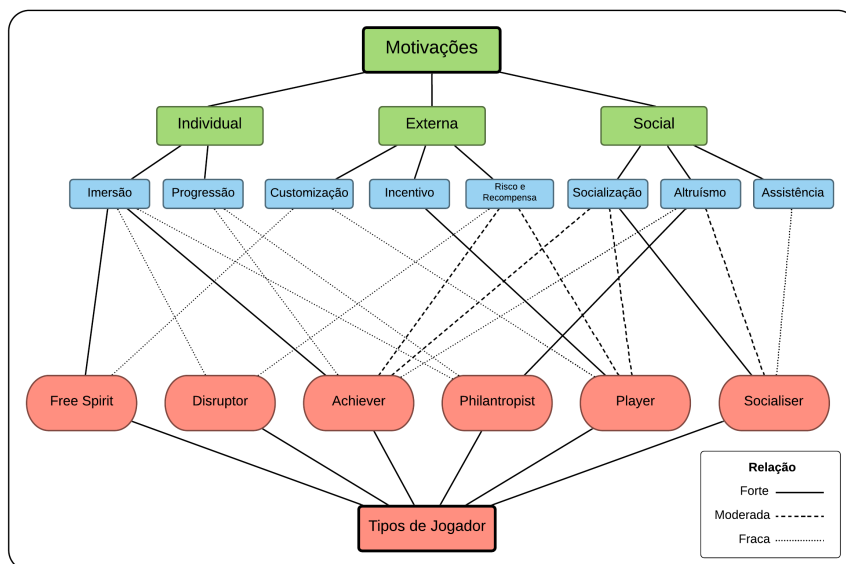 Motivações
Individual
Externa
Social
Imersão
Progressão
Customização
Incentivo
Risco e
Recompensa
Socialização
Altruísmo
Assistência
Free Spirit
Disruptor
Achiever
Philantropist
Player
Socialiser
Tipos de Jogador
Relação
Forte
Moderada
Fraca